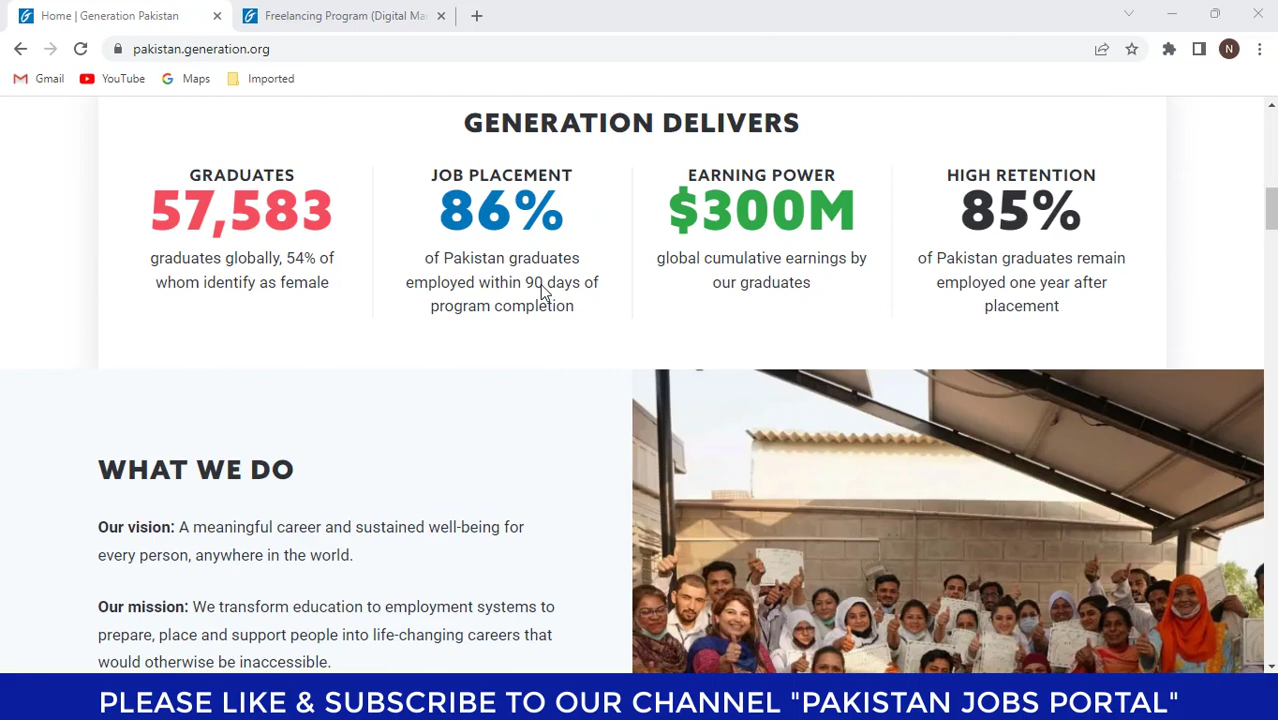 Home | Generation Pakistan
Freelancing Program (Digital Ma
pakistan.generation.org
N
Gmail
YouTube
Maps
Imported
GENERATION DELIVERS
GRADUATES
57,583
graduates globally, 54% of
whom identify as female
JOB PLACEMENT
86%
of Pakistan graduates
employed within 90 days of
program completion
EARNING POWER
$300M
global cumulative earnings by
our graduates
HIGH RETENTION
85%
of Pakistan graduates remain
employed one year after
placement
WHAT WE DO
Our vision: A meaningful career and sustained well-being for
every person, anywhere in the world.
Our mission: We transform education to employment systems to
prepare, place and support people into life-changing careers that
would otherwise be inaccessible.
PLEASE LIKE & SUBSCRIBE TO OUR CHANNEL "PAKISTAN JOBS PORTAL"